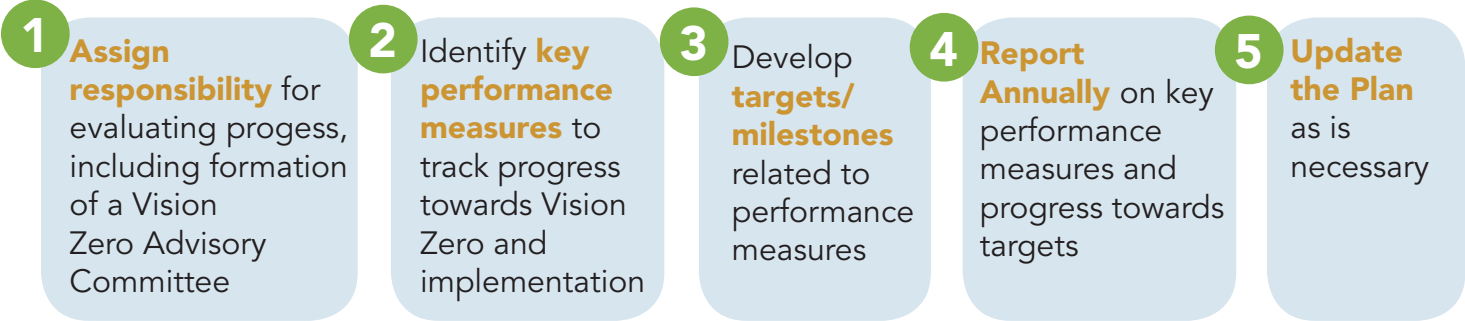 1
Assign
responsibility for
evaluating progess,
including formation
of a Vision
Zero Advisory
Committee
2
Identify key
performance
measures to
track progress
towards Vision
Zero and
implementation
3
Develop
targets/
milestones
related to
performance
measures
4
Report
Annually on key
performance
measures and
progress towards
targets
5
Update
the Plan
as is
necessary